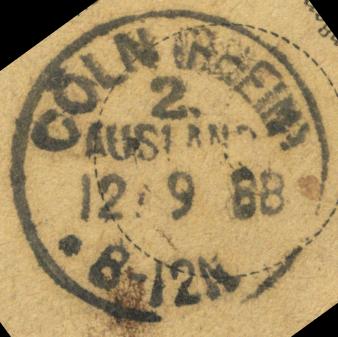 CÖLN (RHEIN)
2.
AUSLAND
12/9 88
8-12N